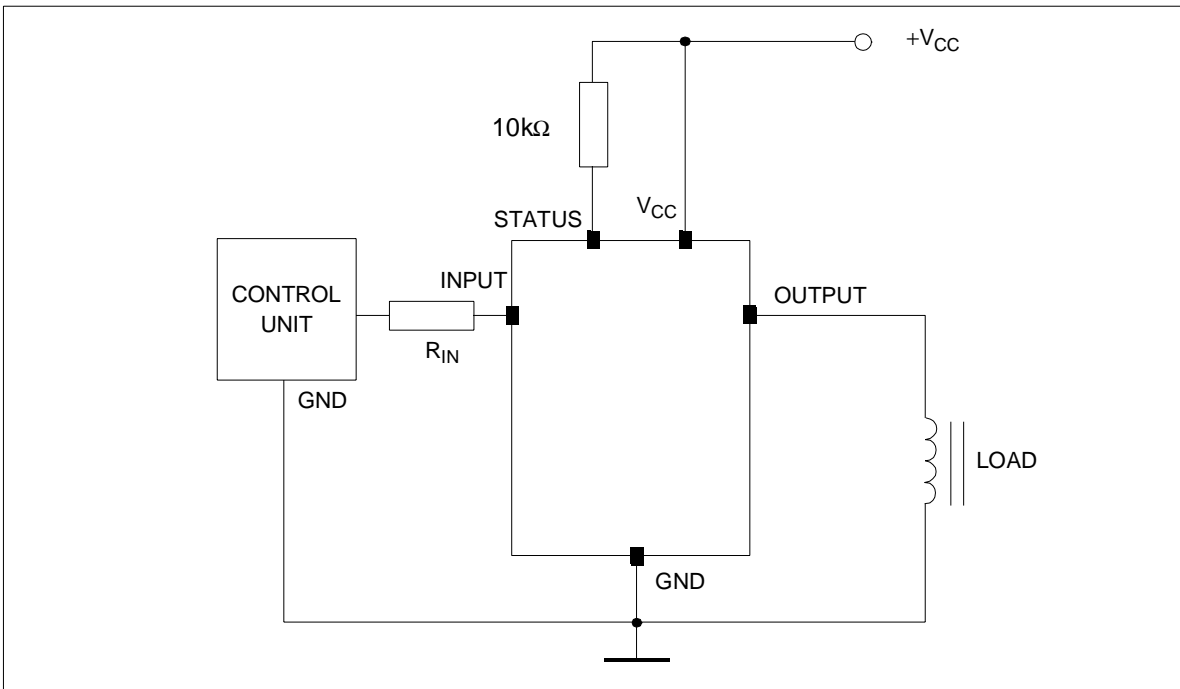 +VCC
10kΩ
STATUS
VCC
INPUT
OUTPUT
CONTROL
UNIT
RIN
GND
LOAD
GND